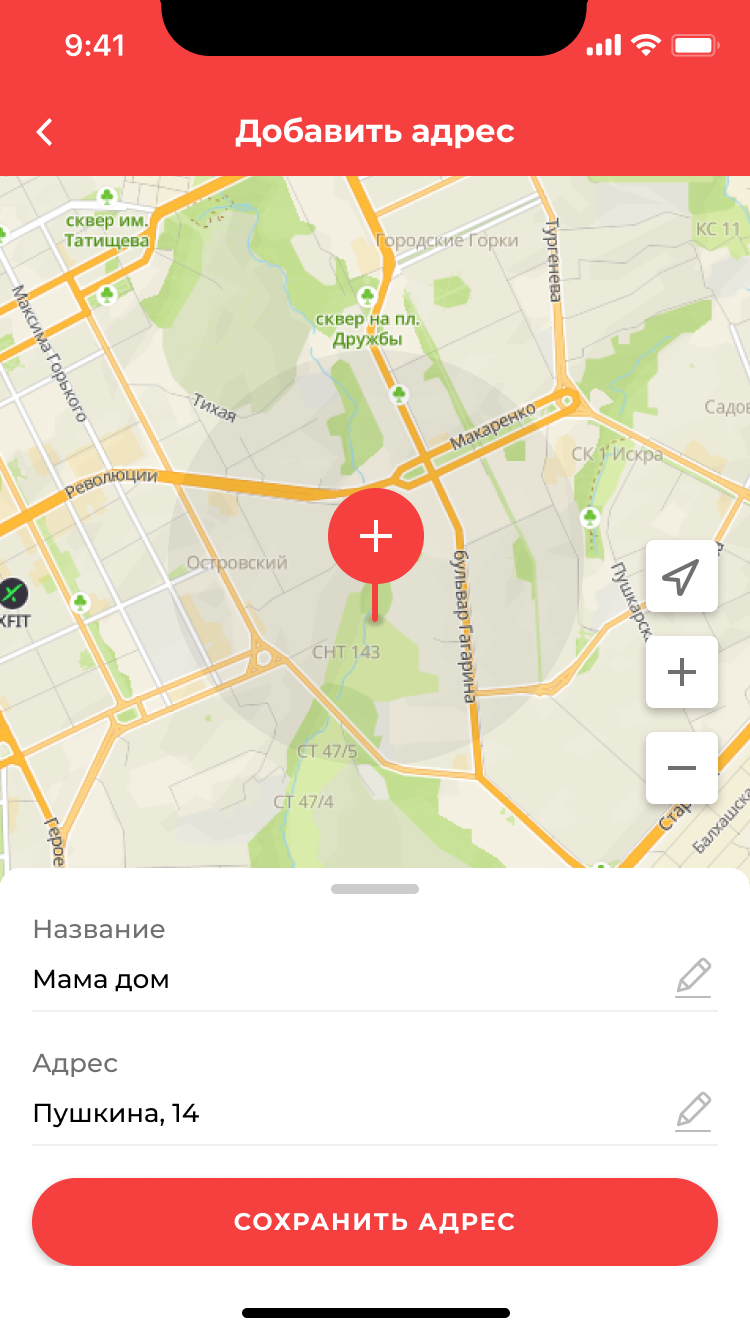 9:41
Добавить адрес
сквер им.
Татищева
Городские Горки
Тургенева
КС 11
Максима Горького
сквер на пл.
Дружбы
Тихая
Макаренко
Садов
СК 1 Искра
Революции
Островский
бульвар Гагарина
Пушкарск
XFIT
СНТ 143
СТ 47/5
СТ 47/4
Герое
Стар
Балхашска
Название
Мама дом
Адрес
Пушкина, 14
СОХРАНИТЬ АДРЕС